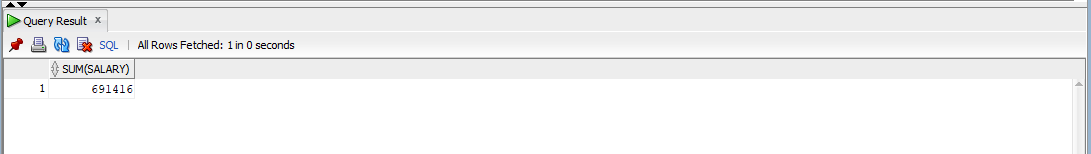 Query Result x
SQL | All Rows Fetched: 1 in 0 seconds
SUM(SALARY)
1 691416